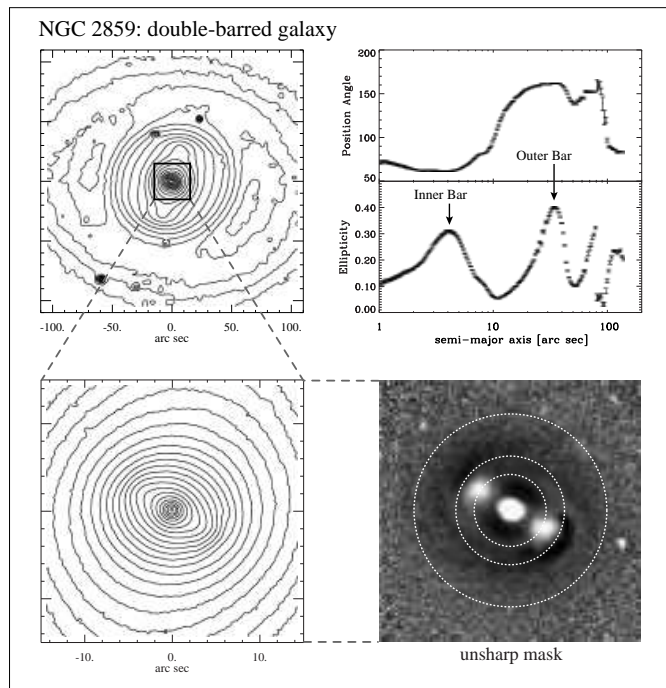 NGC 2859: double-barred galaxy
-100. -50. 0. 50. 100.
arc sec
200
150
100
50
Position Angle
Outer Bar
Inner Bar
0.40
0.30
0.20
0.10
0.00
Ellipticity
1 10 100
semi-major axis [arc sec]
-10. 0. 10.
arc sec
unsharp mask